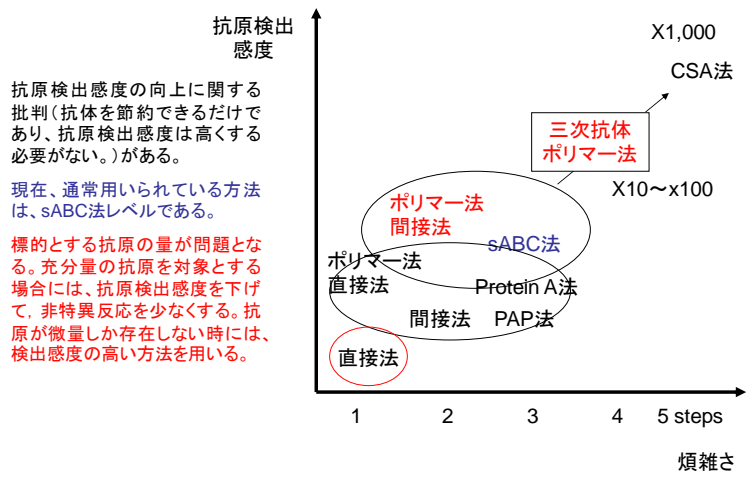 抗原検出
感度
X1,000
CSA法
抗原検出感度の向上に関する
批判（抗体を節約できるだけで
あり、抗原検出感度は高くする
必要がない。）がある。
三次抗体
ポリマー法
現在、通常用いられている方法
は、sABC法レベルである。
X10～x100
ポリマー法
間接法
sABC法
標的とする抗原の量が問題とな
る。充分量の抗原を対象とする
場合には、抗原検出感度を下げ
て，非特異反応を少なくする。抗
原が微量しか存在しない時には、
検出感度の高い方法を用いる。
ポリマー法
直接法
Protein A法
間接法
PAP法
直接法
1 2 3 4 5 steps
煩雑さ